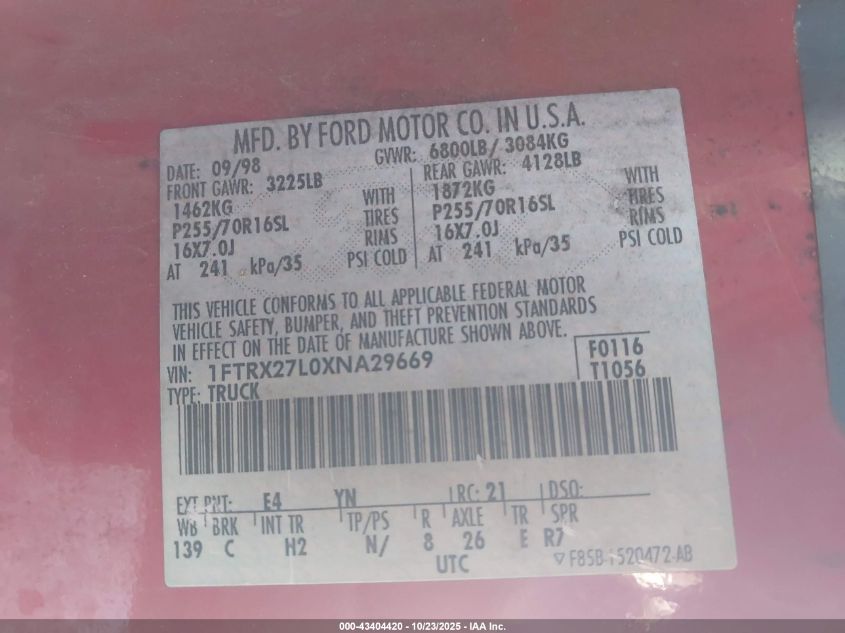 MFD. BY FORD MOTOR CO. IN U.S.A.
DATE: 09/98 GVWR: 6800LB/ 3084KG
FRONT GAWR: 3225LB REAR GAWR: 4128LB
1462KG WITH 1872KG WITH
P255/70R16SL TIRES P255/70R16SL TIRES
16X7.0J RIMS 16X7.0J RIMS
AT 241 kPa/35 PSI COLD AT 241 kPa/35 PSI COLD
THIS VEHICLE CONFORMS TO ALL APPLICABLE FEDERAL MOTOR
VEHICLE SAFETY, BUMPER, AND THEFT PREVENTION STANDARDS
IN EFFECT ON THE DATE OF MANUFACTURE SHOWN ABOVE.
VIN: 1FTRX27L0XNA29669 F0116
TYPE: TRUCK T1056
EXT PNT: E4 YN RC: 21 DSO:
WB BRK INT TR TP/PS R AXLE TR SPR
139 C H2 N/ 8 26 E R7
UTC ▽ F85B-1520472-AB
000-43404420 - 10/23/2025 - IAA Inc.